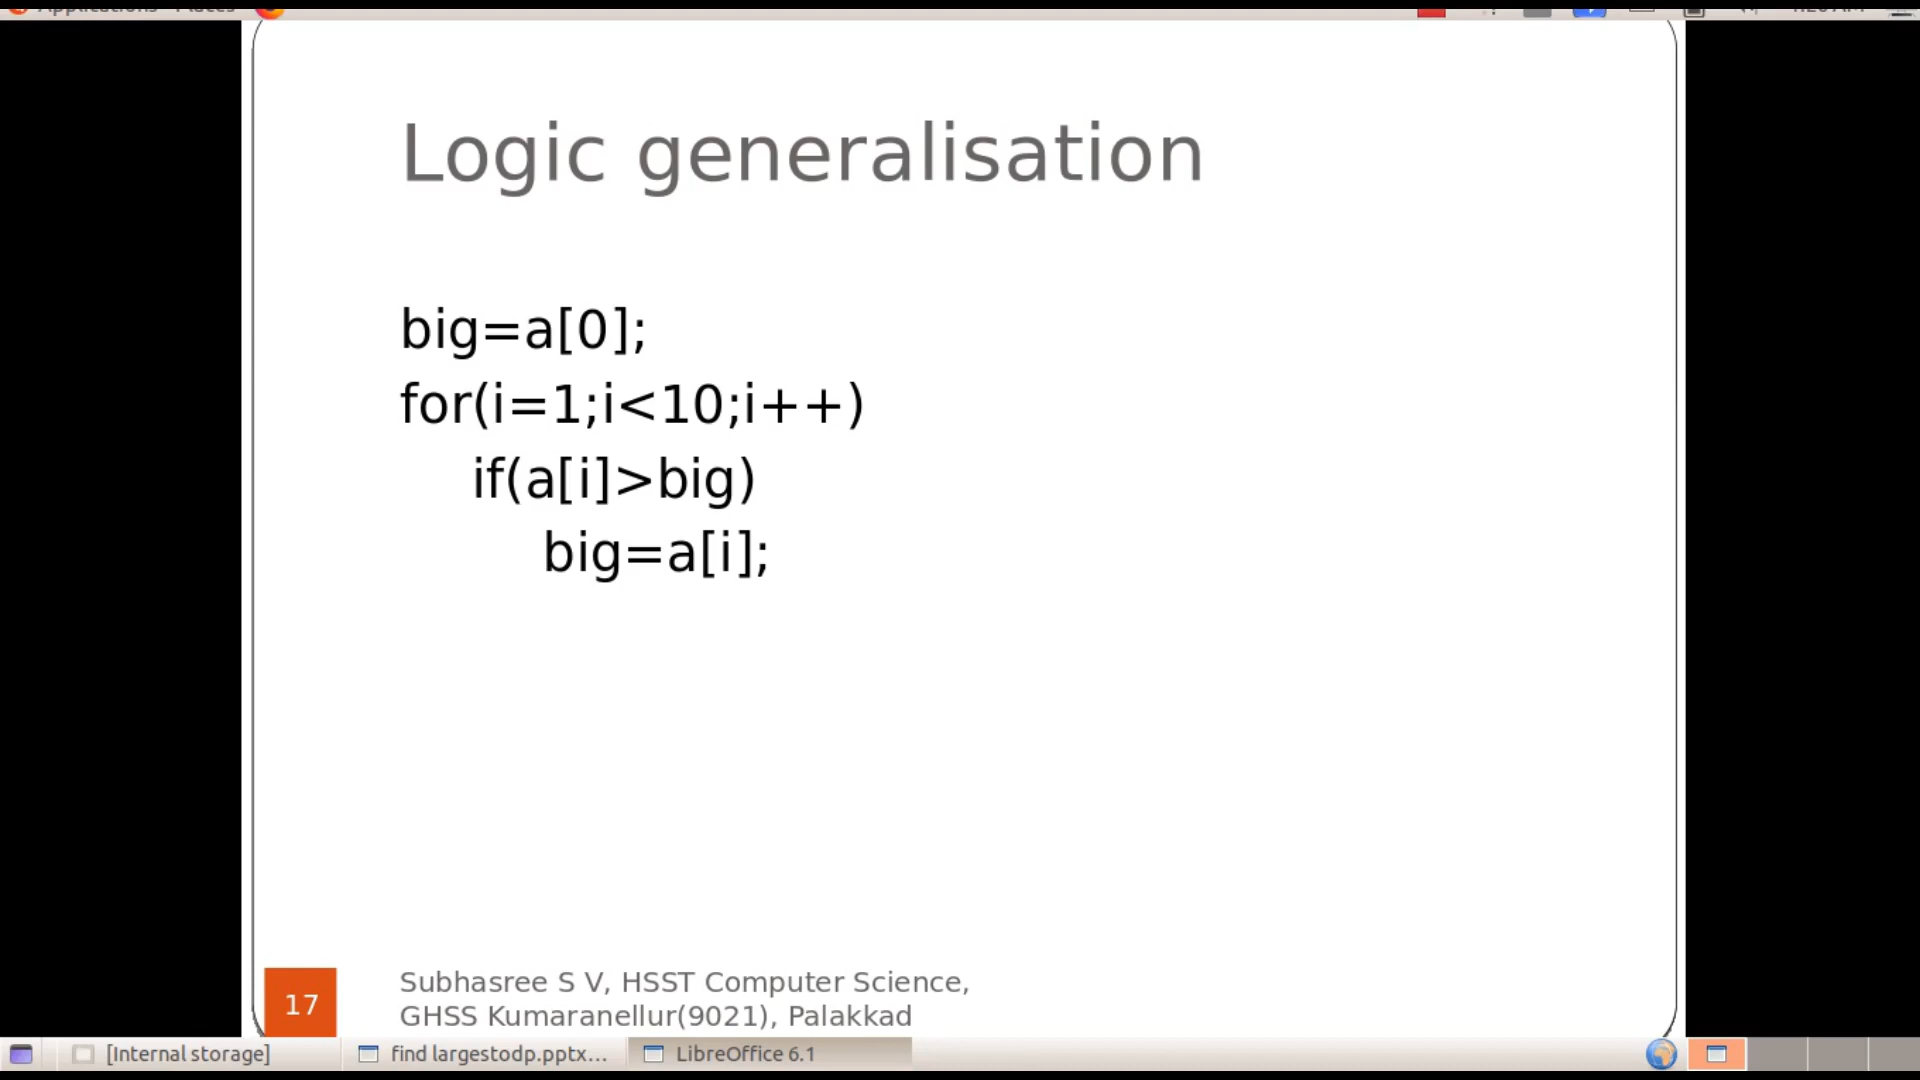 Logic generalisation
big=a[0];
for(i=1;i<10;i++)
if(a[i]>big)
big=a[i];
17
Subhasree S V, HSST Computer Science,
GHSS Kumaranellur(9021), Palakkad
[Internal storage]
find largestodp.pptx...
LibreOffice 6.1